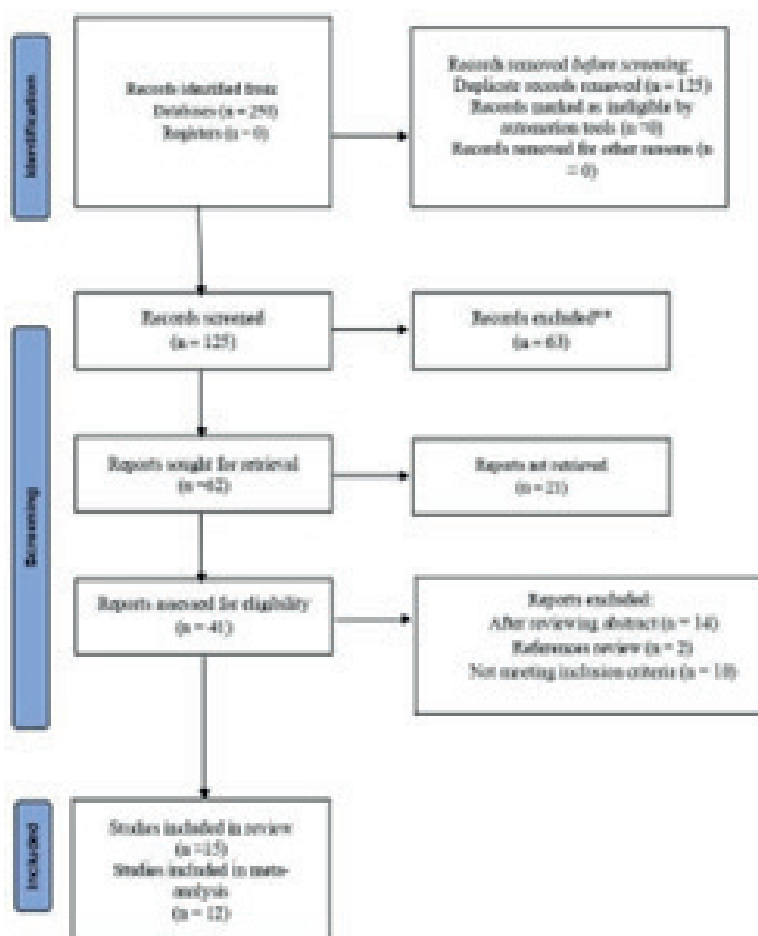 Identification
Records identified from:
Databases (n = 250)
Registers (n = 0)
Records removed before screening:
Duplicate records removed (n = 125)
Records marked as ineligible by
automation tools (n =0)
Records removed for other reasons (n
= 0)
Screening
Records screened
(n = 125)
Records excluded**
(n = 63)
Reports sought for retrieval
(n =62)
Reports not retrieved
(n = 21)
Reports assessed for eligibility
(n = 41)
Reports excluded:
After reviewing abstract (n = 14)
References review (n = 2)
Not meeting inclusion criteria (n = 10)
Included
Studies included in review
(n =15)
Studies included in meta-
analysis
(n = 12)